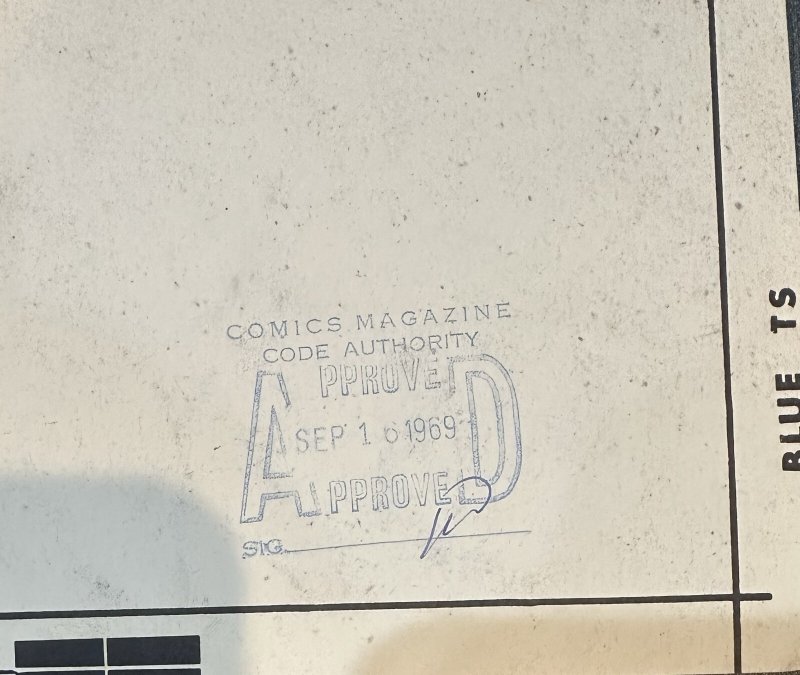 COMICS MAGAZINE
CODE AUTHORITY
APPROVED
SEP 16 1969
APPROVED
SIG.
BLUE TS